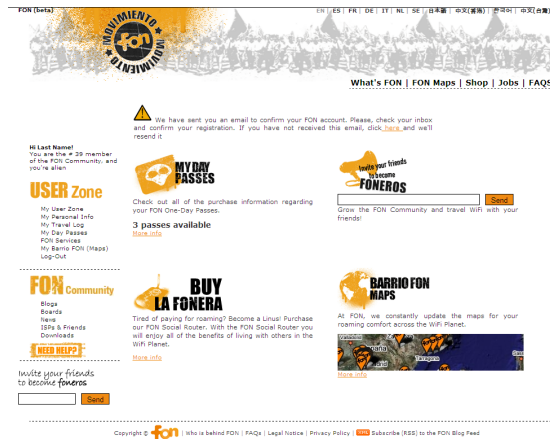 FON (beta)
EN | ES | FR | DE | IT | NL | SE | 日本語 | 中文(香港) | 한국어 | 中文(台灣)
MOVIMIENTO
fon
MOVIMIENTO
What's FON | FON Maps | Shop | Jobs | FAQS
We have sent you an email to confirm your FON account. Please, check your inbox
and confirm your registration. If you have not received this email, click here and we'll
resend it
Hi Last Name!
You are the # 39 member
of the FON Community, and
you're alien
USER Zone
My User Zone
My Personal Info
My Travel Log
My Day Passes
FON Services
My Barrio FON (Maps)
Log-Out
FON Community
Blogs
Boards
News
ISPs & Friends
Downloads
NEED HELP?
Invite your friends
to become foneros
Send
MY DAY
PASSES
Check out all of the purchase information regarding
your FON One-Day Passes.
3 passes available
More info
Invite your friends
to become
FONEROS
Send
Grow the FON Community and travel WiFi with your
friends!
BUY
LA FONERA
Tired of paying for roaming? Become a Linus! Purchase
our FON Social Router. With the FON Social Router you
will enjoy all of the benefits of living with others in the
WiFi Planet.
More info
BARRIO FON
MAPS
At FON, we constantly update the maps for your
roaming comfort across the WiFi Planet.
Valladolid
paña
Tarragona
More info
Copyright © fon | Who is behind FON | FAQs | Legal Notice | Privacy Policy | XML Subscribe (RSS) to the FON Blog Feed